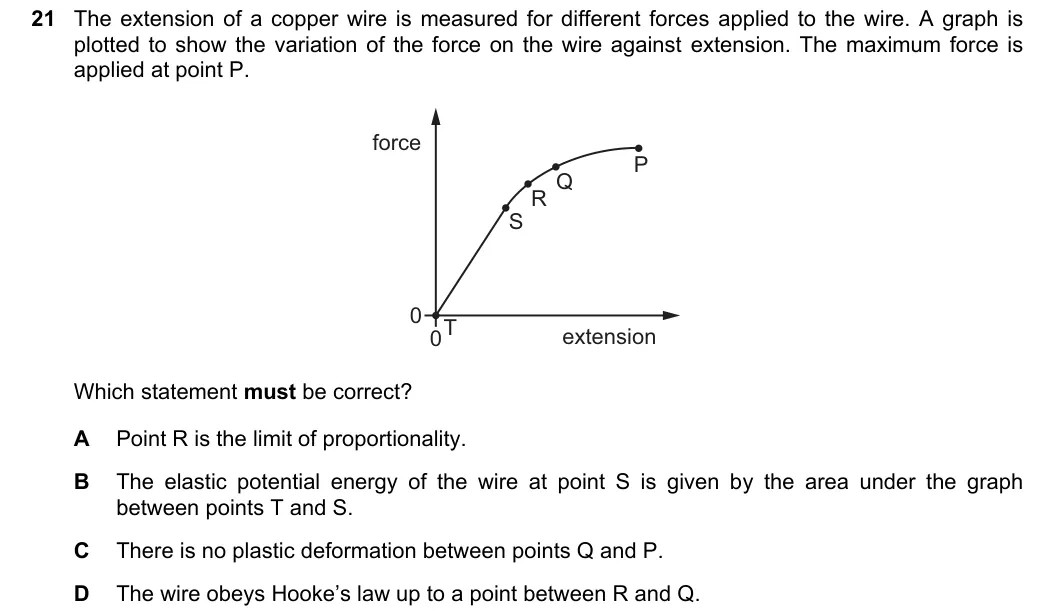 21 The extension of a copper wire is measured for different forces applied to the wire. A graph is
plotted to show the variation of the force on the wire against extension. The maximum force is
applied at point P.
force
P
Q
R
S
0
T
0
extension
Which statement must be correct?
A Point R is the limit of proportionality.
B The elastic potential energy of the wire at point S is given by the area under the graph
between points T and S.
C There is no plastic deformation between points Q and P.
D The wire obeys Hooke's law up to a point between R and Q.